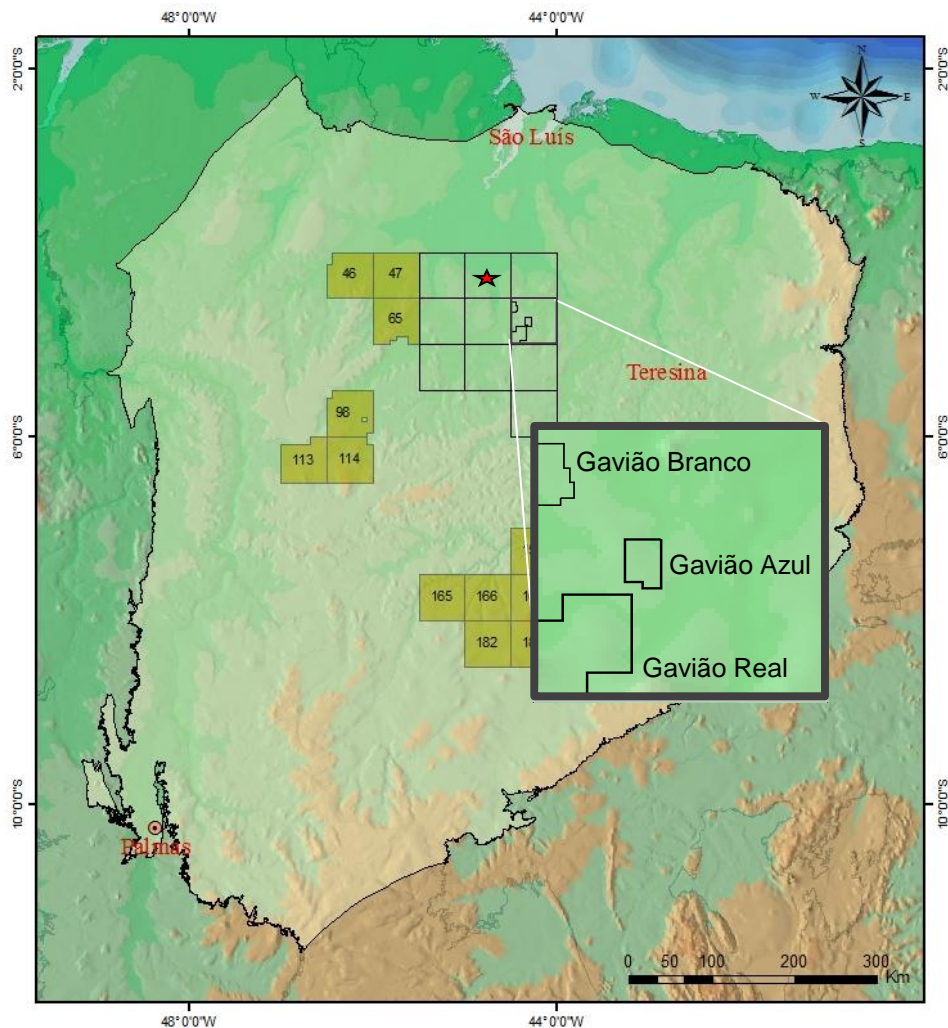 48°0'0"W 44°0'0"W
2°0'0"S 2°0'0"S
N
W E
S
São Luís
46 47
65
Teresina
98
6°0'0"S 6°0'0"S
113 114
Gavião Branco
Gavião Azul
165 166
182
Gavião Real
10°0'0"S 10°0'0"S
Palmas
0 50 100 200 300
Km
48°0'0"W 44°0'0"W